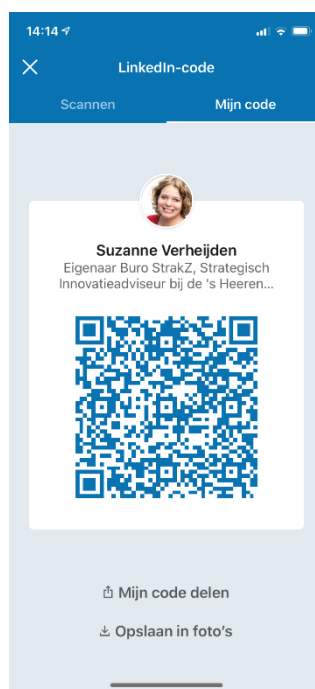 14:14
LinkedIn-code
Scannen Mijn code
Suzanne Verheijden
Eigenaar Buro StrakZ, Strategisch
Innovatieadviseur bij de 's Heeren...
Mijn code delen
Opslaan in foto's